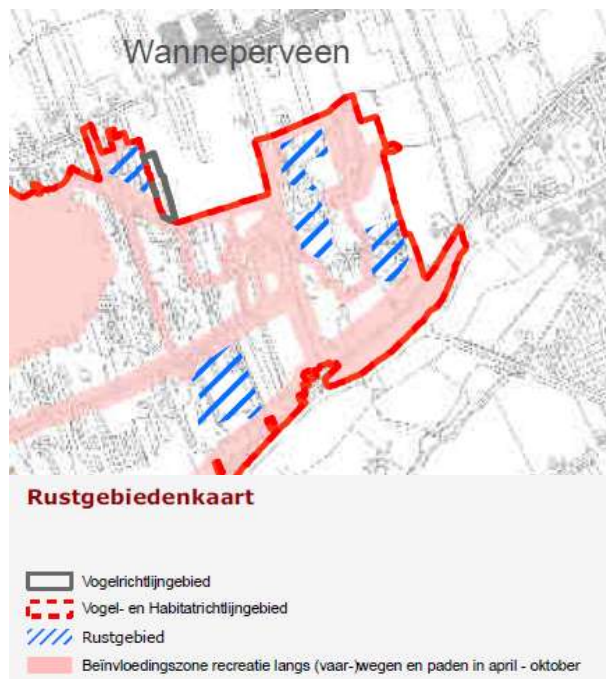 Wanneperveen
Rustgebiedenkaart
Vogelrichtlijngebied
Vogel- en Habitatrichtlijngebied
Rustgebied
Beïnvloedingszone recreatie langs (vaar-)wegen en paden in april - oktober